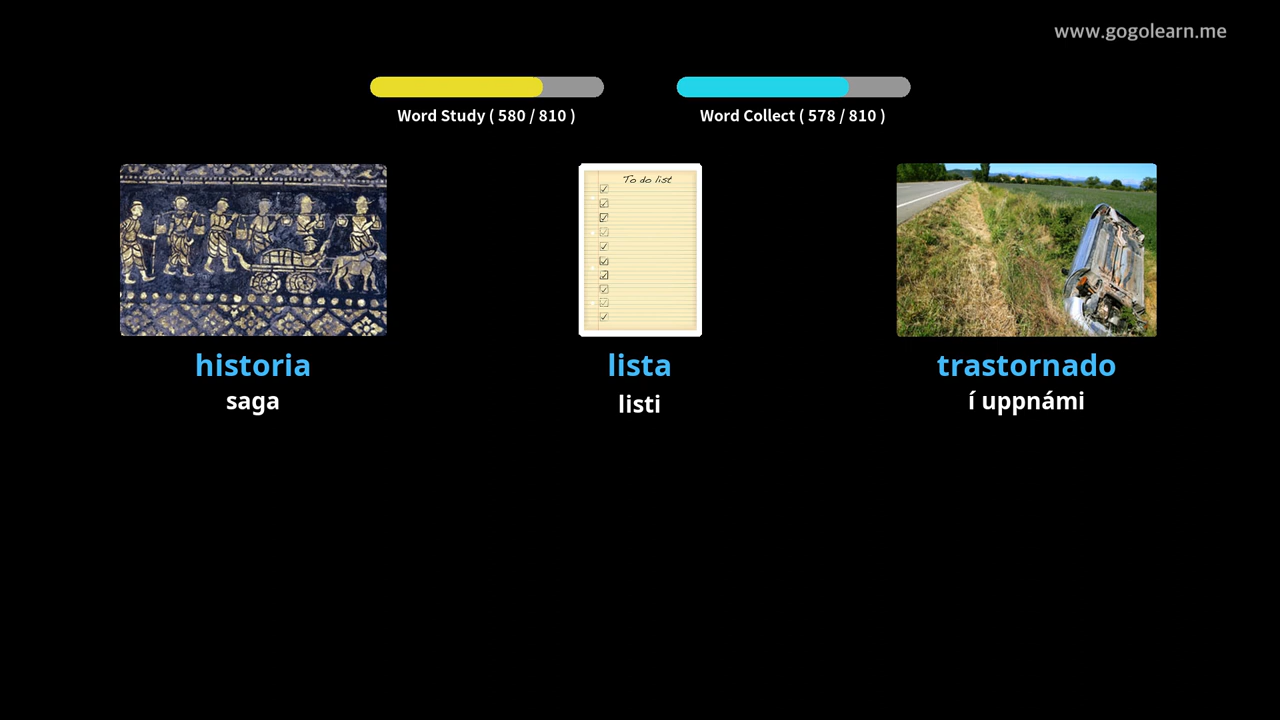 www.gogolearn.me
Word Study ( 580 / 810 )
Word Collect ( 578 / 810 )
To do list
historia
saga
lista
listi
trastornado
í uppnámi